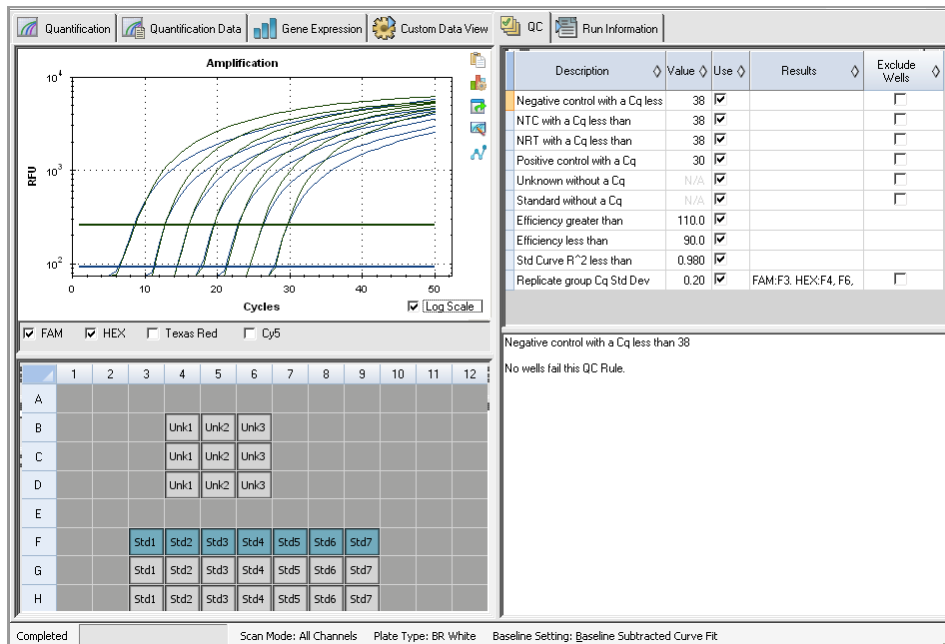 Quantification
Quantification Data
Gene Expression
Custom Data View
QC
Run Information
Amplification
10^4
10^3
10^2
RFU
0 10 20 30 40 50
Cycles
Log Scale
FAM HEX Texas Red Cy5
1 2 3 4 5 6 7 8 9 10 11 12
A
B Unk1 Unk2 Unk3
C Unk1 Unk2 Unk3
D Unk1 Unk2 Unk3
E
F Std1 Std2 Std3 Std4 Std5 Std6 Std7
G Std1 Std2 Std3 Std4 Std5 Std6 Std7
H Std1 Std2 Std3 Std4 Std5 Std6 Std7
Description Value Use Results Exclude Wells
Negative control with a Cq less 38
NTC with a Cq less than 38
NRT with a Cq less than 38
Positive control with a Cq 30
Unknown without a Cq N/A
Standard without a Cq N/A
Efficiency greater than 110.0
Efficiency less than 90.0
Std Curve R^2 less than 0.980
Replicate group Cq Std Dev 0.20 FAM:F3. HEX:F4, F6,
Negative control with a Cq less than 38
No wells fail this QC Rule.
Completed Scan Mode: All Channels Plate Type: BR White Baseline Setting: Baseline Subtracted Curve Fit